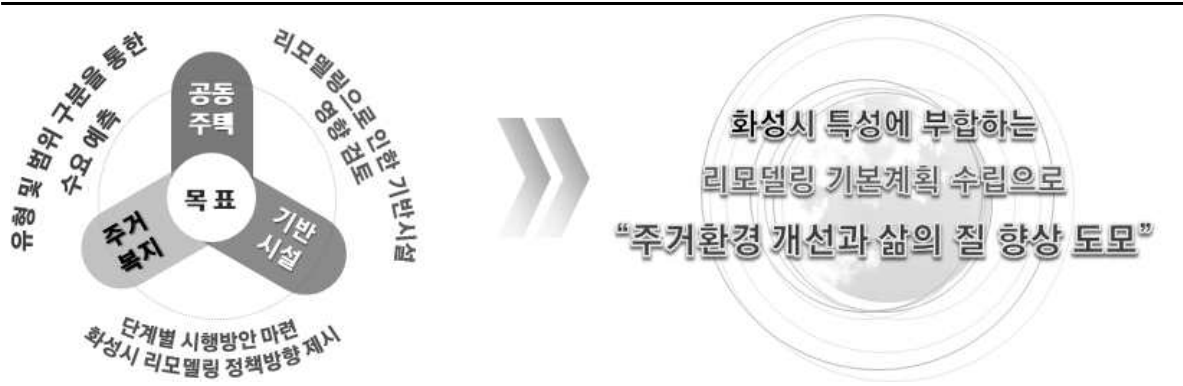 유형 및 범위 구분을 통한
수요 예측
리모델링으로 인한 기반시설
영향 검토
공동
주택
목표
주거
복지
기반
시설
단계별 시행방안 마련
화성시 리모델링 정책방향 제시
화성시 특성에 부합하는
리모델링 기본계획 수립으로
“주거환경 개선과 삶의 질 향상 도모”